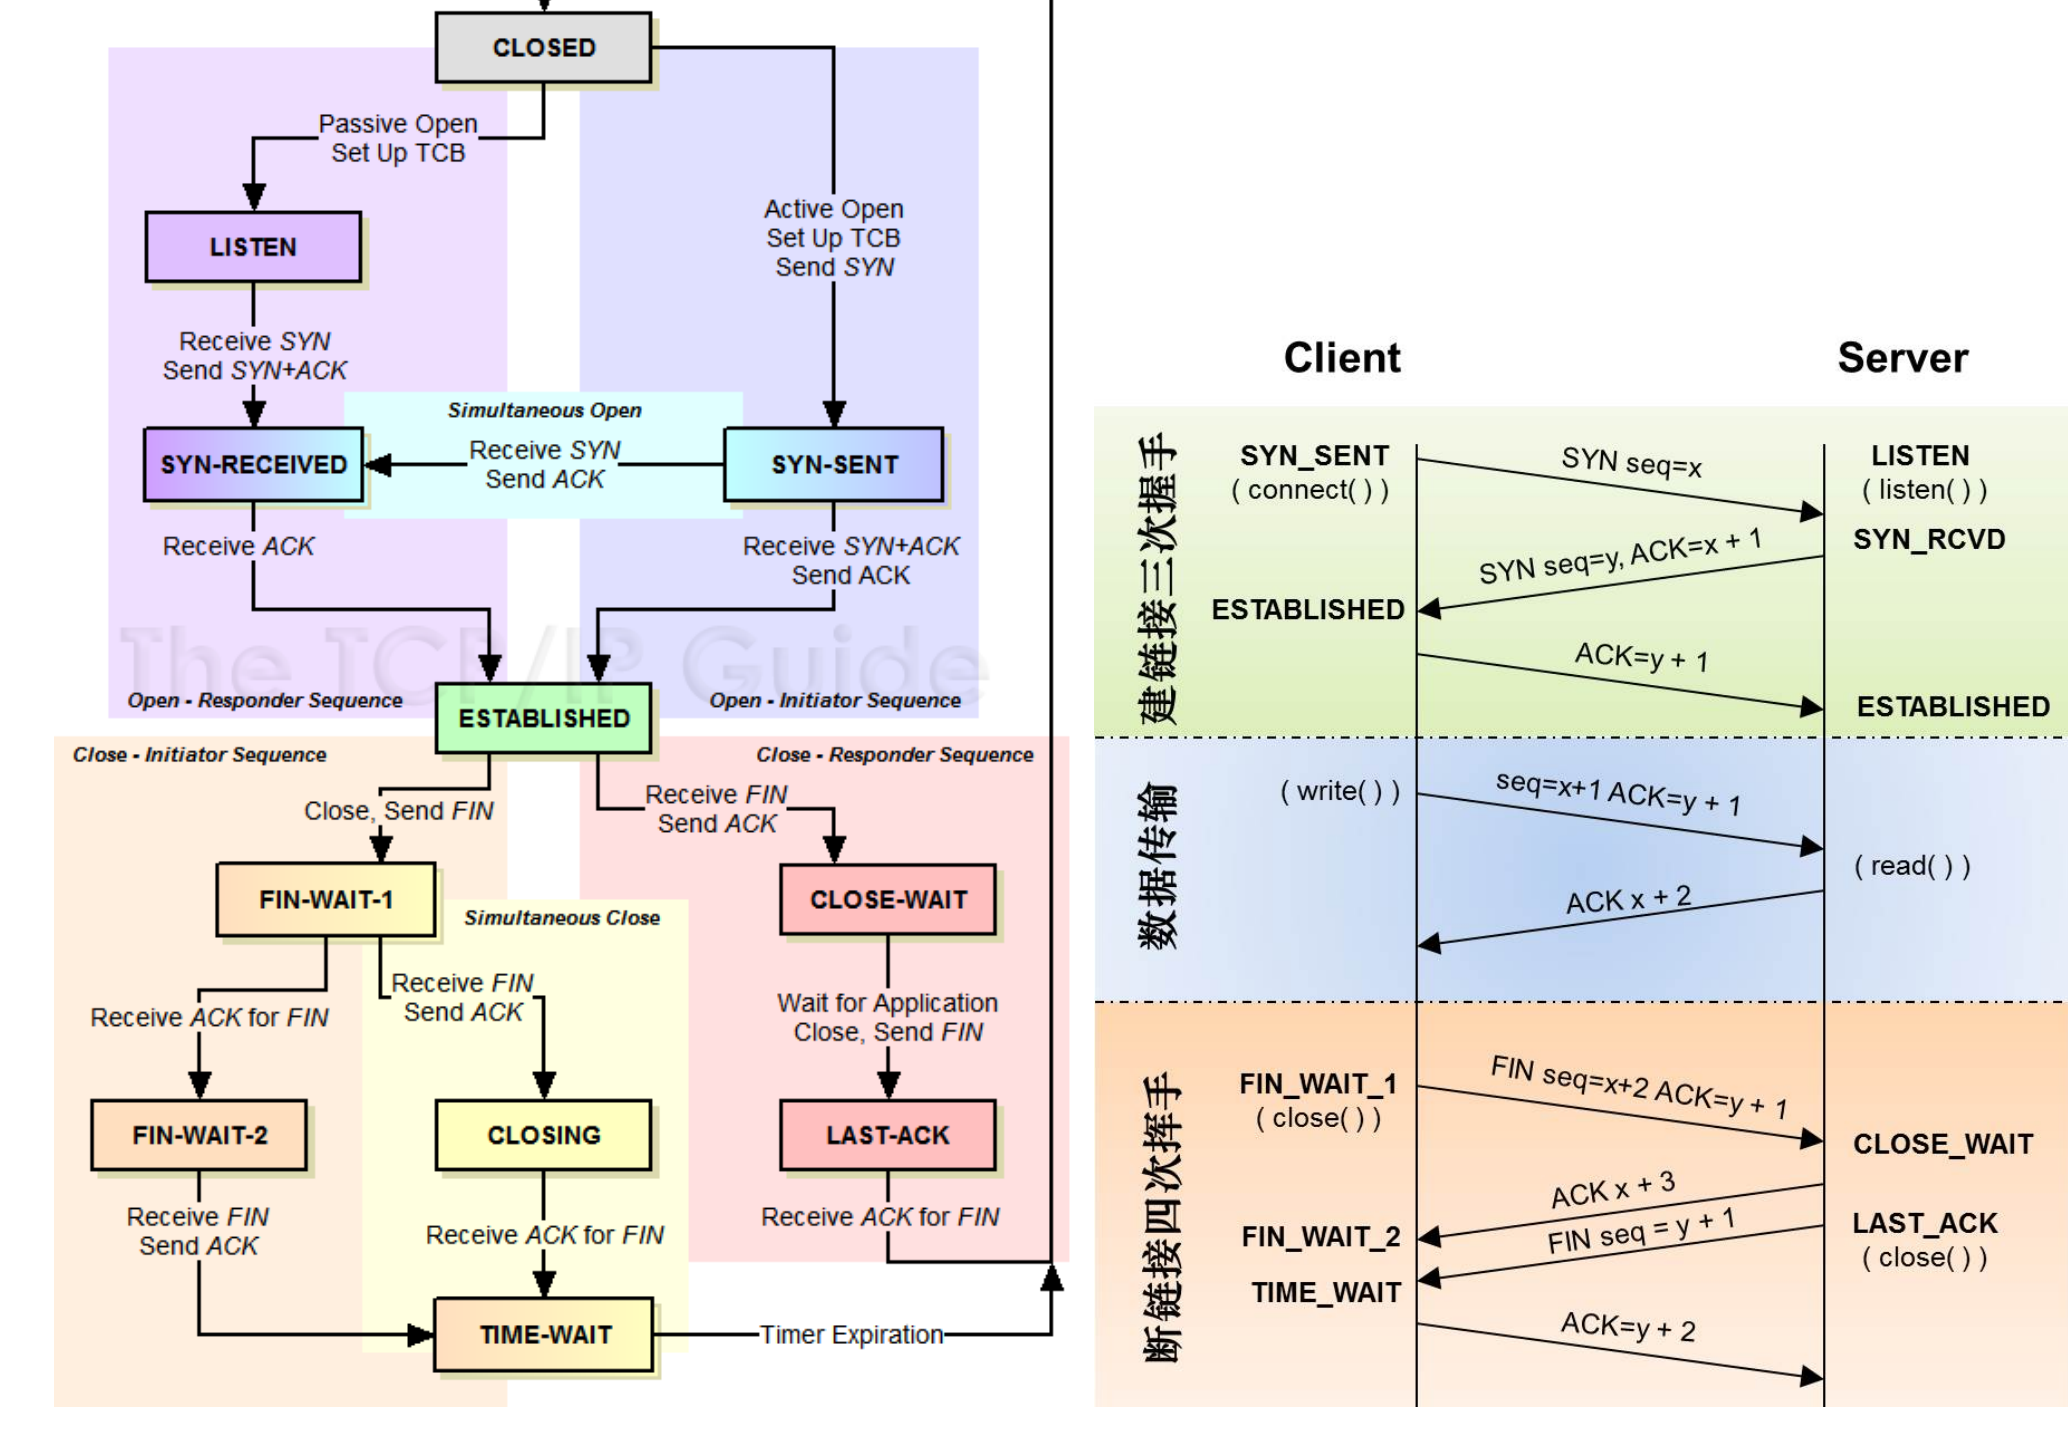 CLOSED
Passive Open
Set Up TCB
Active Open
Set Up TCB
Send SYN
LISTEN
Receive SYN
Send SYN+ACK
Simultaneous Open
SYN-RECEIVED
Receive SYN
Send ACK
SYN-SENT
Receive ACK
Receive SYN+ACK
Send ACK
The TCP/IP Guide
Open - Responder Sequence
Open - Initiator Sequence
ESTABLISHED
Close - Initiator Sequence
Close - Responder Sequence
Close, Send FIN
Receive FIN
Send ACK
FIN-WAIT-1
CLOSE-WAIT
Simultaneous Close
Receive ACK for FIN
Receive FIN
Send ACK
Wait for Application
Close, Send FIN
FIN-WAIT-2
CLOSING
LAST-ACK
Receive FIN
Send ACK
Receive ACK for FIN
Receive ACK for FIN
TIME-WAIT
Timer Expiration
Client
Server
建链接三次握手
SYN_SENT
( connect( ) )
SYN seq=x
LISTEN
( listen( ) )
SYN_RCVD
SYN seq=y, ACK=x + 1
ESTABLISHED
ACK=y + 1
ESTABLISHED
数据传输
( write( ) )
seq=x+1 ACK=y + 1
( read( ) )
ACK x + 2
断链接四次挥手
FIN_WAIT_1
( close( ) )
FIN seq=x+2 ACK=y + 1
CLOSE_WAIT
ACK x + 3
FIN_WAIT_2
FIN seq = y + 1
LAST_ACK
( close( ) )
TIME_WAIT
ACK=y + 2